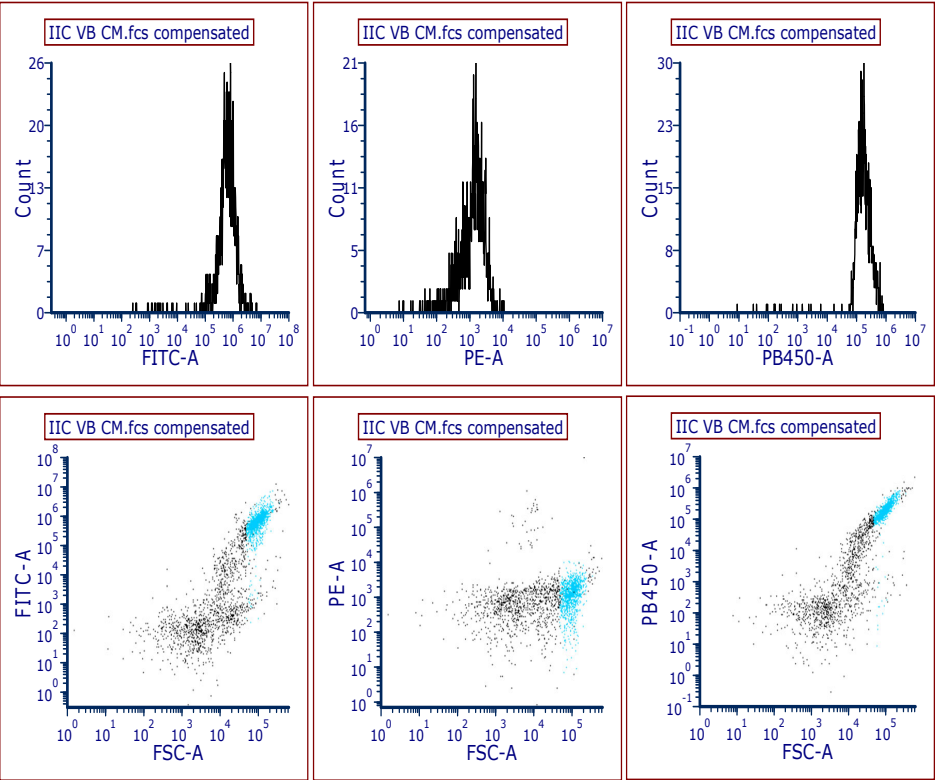 IIC VB CM.fcs compensated
26
20
13
7
0
Count
10^0 10^1 10^2 10^3 10^4 10^5 10^6 10^7 10^8
FITC-A
IIC VB CM.fcs compensated
21
16
11
5
0
Count
10^0 10^1 10^2 10^3 10^4 10^5 10^6 10^7
PE-A
IIC VB CM.fcs compensated
30
23
15
8
0
Count
10^-1 10^0 10^1 10^2 10^3 10^4 10^5 10^6 10^7
PB450-A
IIC VB CM.fcs compensated
10^8
10^7
10^6
10^5
10^4
10^3
10^2
10^1
10^0
FITC-A
10^0 10^1 10^2 10^3 10^4 10^5
FSC-A
IIC VB CM.fcs compensated
10^7
10^6
10^5
10^4
10^3
10^2
10^1
10^0
PE-A
10^0 10^1 10^2 10^3 10^4 10^5
FSC-A
IIC VB CM.fcs compensated
10^7
10^6
10^5
10^4
10^3
10^2
10^1
10^0
10^-1
PB450-A
10^0 10^1 10^2 10^3 10^4 10^5
FSC-A